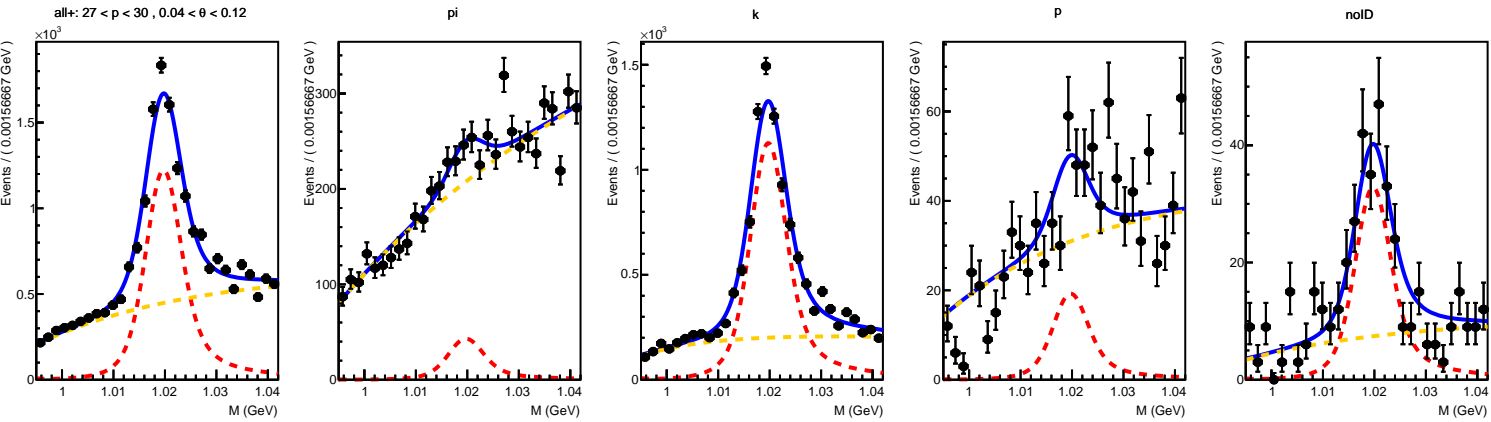 all+: 27 < p < 30 , 0.04 < θ < 0.12
×10³
Events / ( 0.00156667 GeV )
1.5
1
0.5
0
1 1.01 1.02 1.03 1.04
M (GeV)
pi
Events / ( 0.00156667 GeV )
300
200
100
0
1 1.01 1.02 1.03 1.04
M (GeV)
k
×10³
Events / ( 0.00156667 GeV )
1.5
1
0.5
0
1 1.01 1.02 1.03 1.04
M (GeV)
p
Events / ( 0.00156667 GeV )
60
40
20
0
1 1.01 1.02 1.03 1.04
M (GeV)
noID
Events / ( 0.00156667 GeV )
40
20
0
1 1.01 1.02 1.03 1.04
M (GeV)